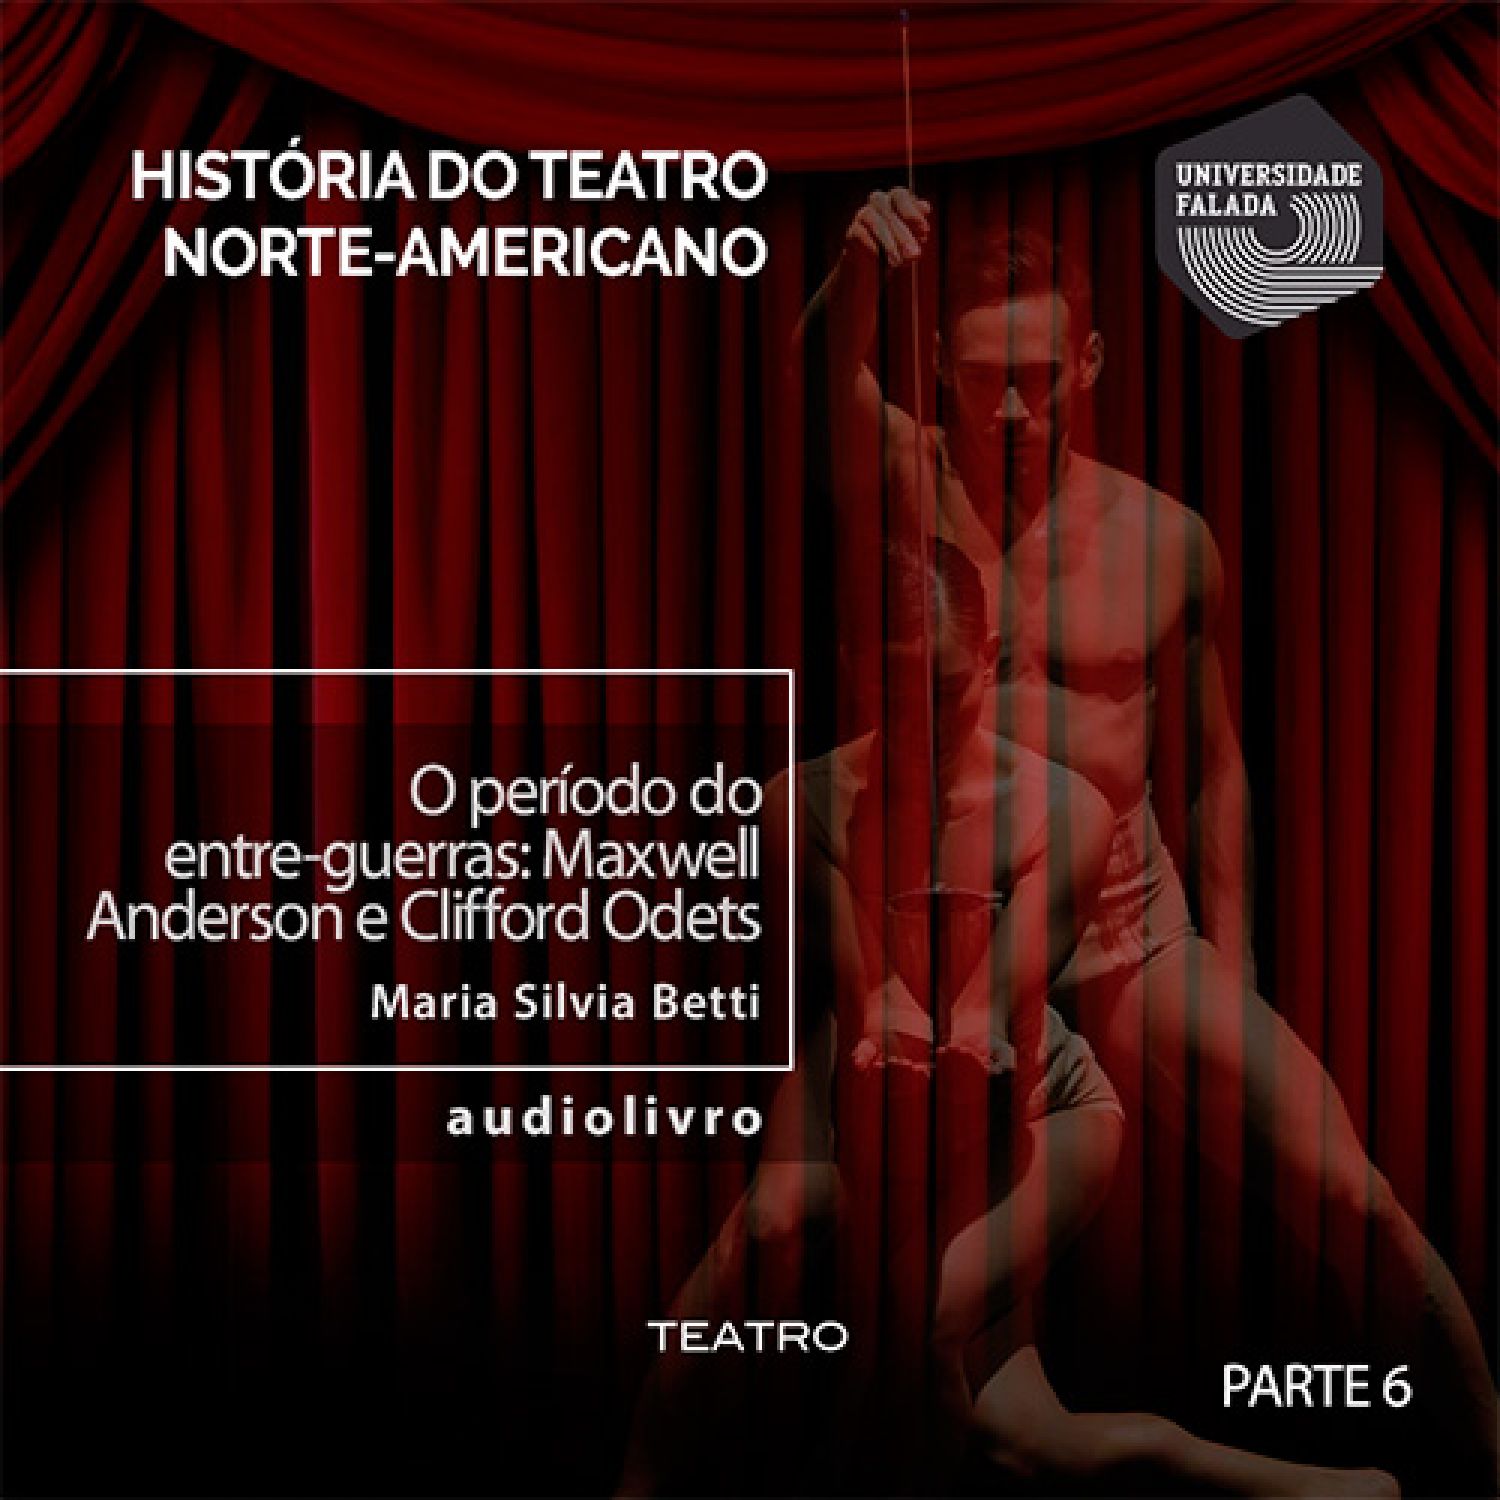 HISTÓRIA DO TEATRO
NORTE-AMERICANO
UNIVERSIDADE
FALADA
O período do
entre-guerras: Maxwell
Anderson e Clifford Odets
Maria Silvia Betti
audiolivro
TEATRO
PARTE 6